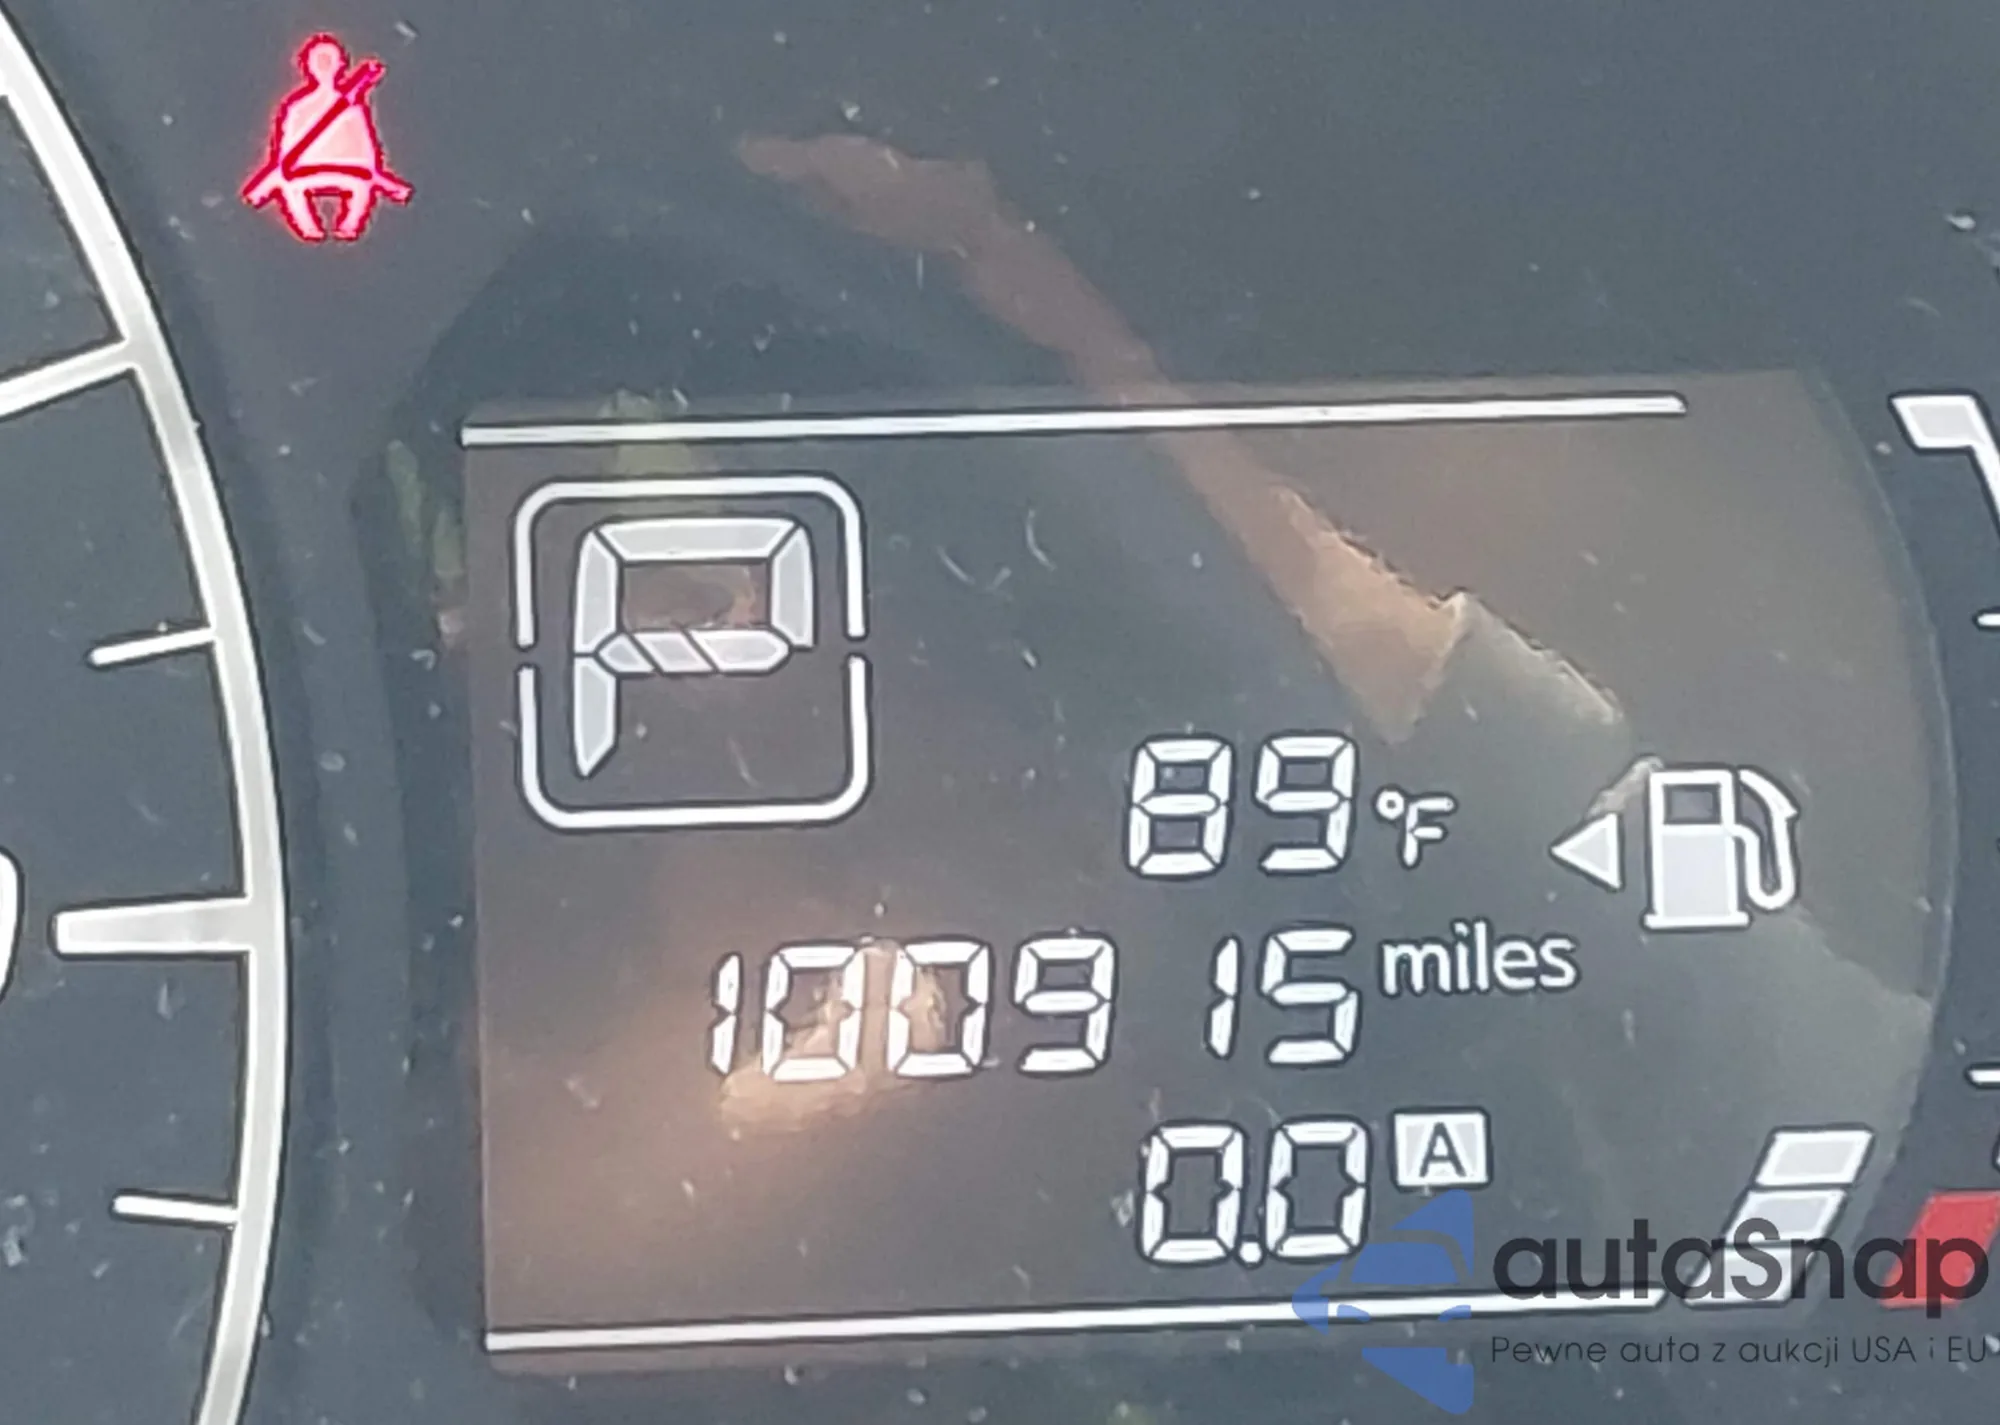 P
89 °F
100915 miles
0.0 A
autaSnap
Pewne auta z aukcji USA i EU